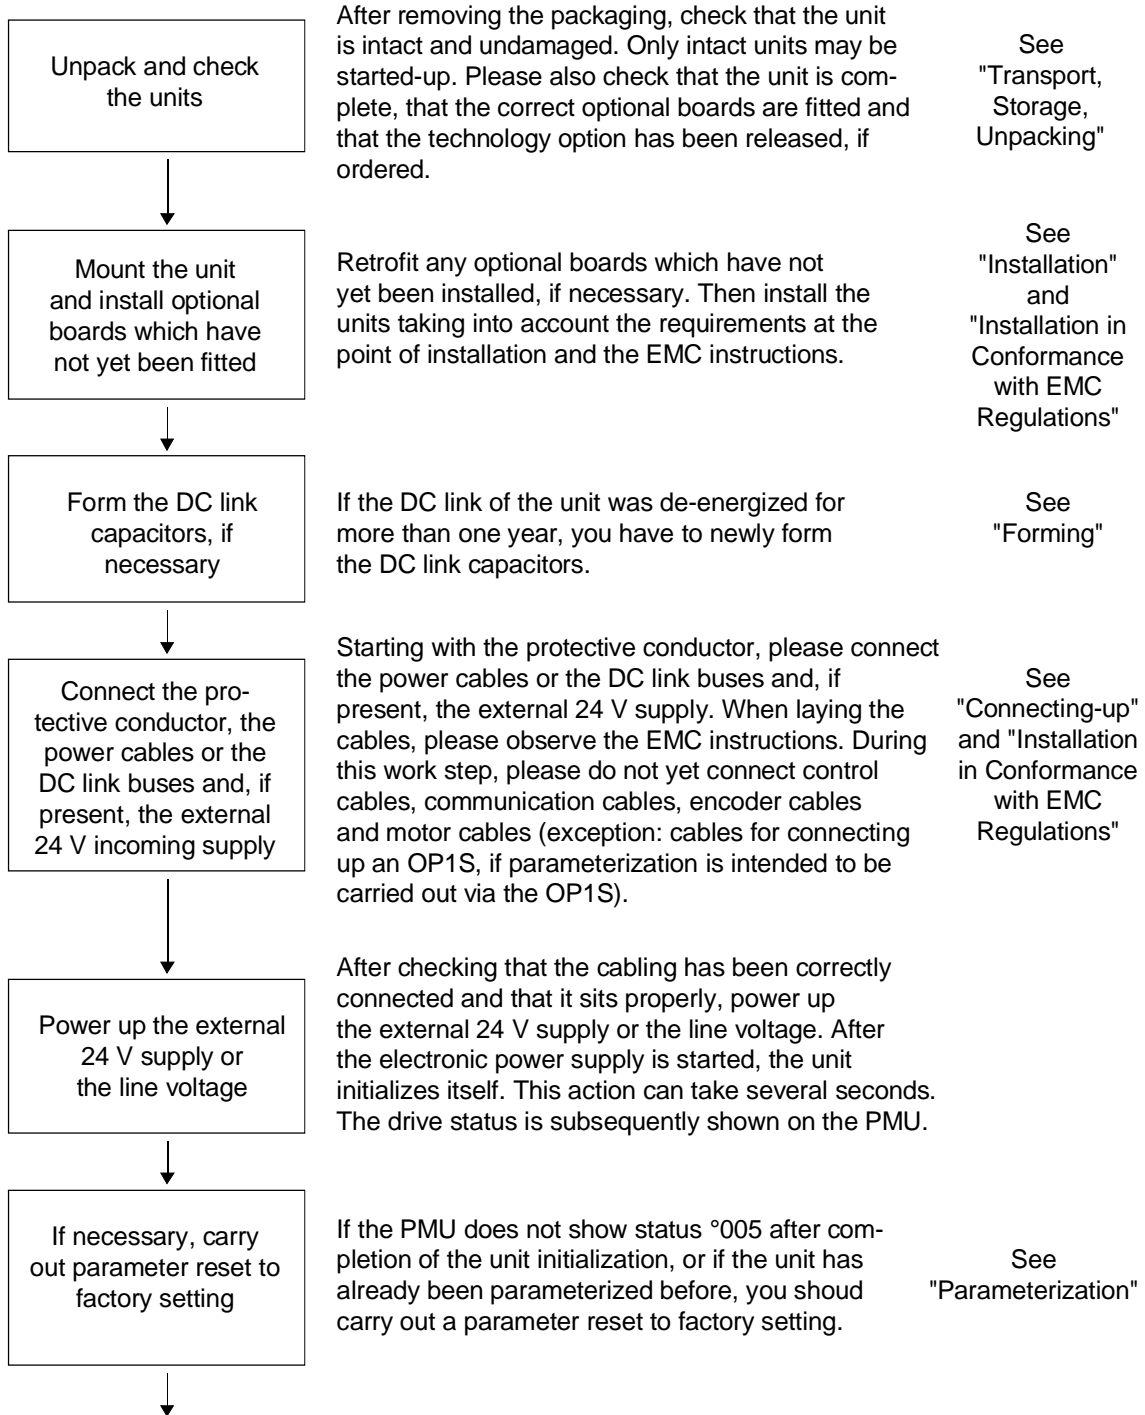 Unpack and check
the units
After removing the packaging, check that the unit
is intact and undamaged. Only intact units may be
started-up. Please also check that the unit is com-
plete, that the correct optional boards are fitted and
that the technology option has been released, if
ordered.
See
"Transport,
Storage,
Unpacking"
Mount the unit
and install optional
boards which have
not yet been fitted
Retrofit any optional boards which have not
yet been installed, if necessary. Then install the
units taking into account the requirements at the
point of installation and the EMC instructions.
See
"Installation"
and
"Installation in
Conformance
with EMC
Regulations"
Form the DC link
capacitors, if
necessary
If the DC link of the unit was de-energized for
more than one year, you have to newly form
the DC link capacitors.
See
"Forming"
Connect the pro-
tective conductor, the
power cables or the
DC link buses and, if
present, the external
24 V incoming supply
Starting with the protective conductor, please connect
the power cables or the DC link buses and, if
present, the external 24 V supply. When laying the
cables, please observe the EMC instructions. During
this work step, please do not yet connect control
cables, communication cables, encoder cables
and motor cables (exception: cables for connecting
up an OP1S, if parameterization is intended to be
carried out via the OP1S).
See
"Connecting-up"
and "Installation
in Conformance
with EMC
Regulations"
Power up the external
24 V supply or
the line voltage
After checking that the cabling has been correctly
connected and that it sits properly, power up
the external 24 V supply or the line voltage. After
the electronic power supply is started, the unit
initializes itself. This action can take several seconds.
The drive status is subsequently shown on the PMU.
If necessary, carry
out parameter reset to
factory setting
If the PMU does not show status °005 after com-
pletion of the unit initialization, or if the unit has
already been parameterized before, you shoud
carry out a parameter reset to factory setting.
See
"Parameterization"